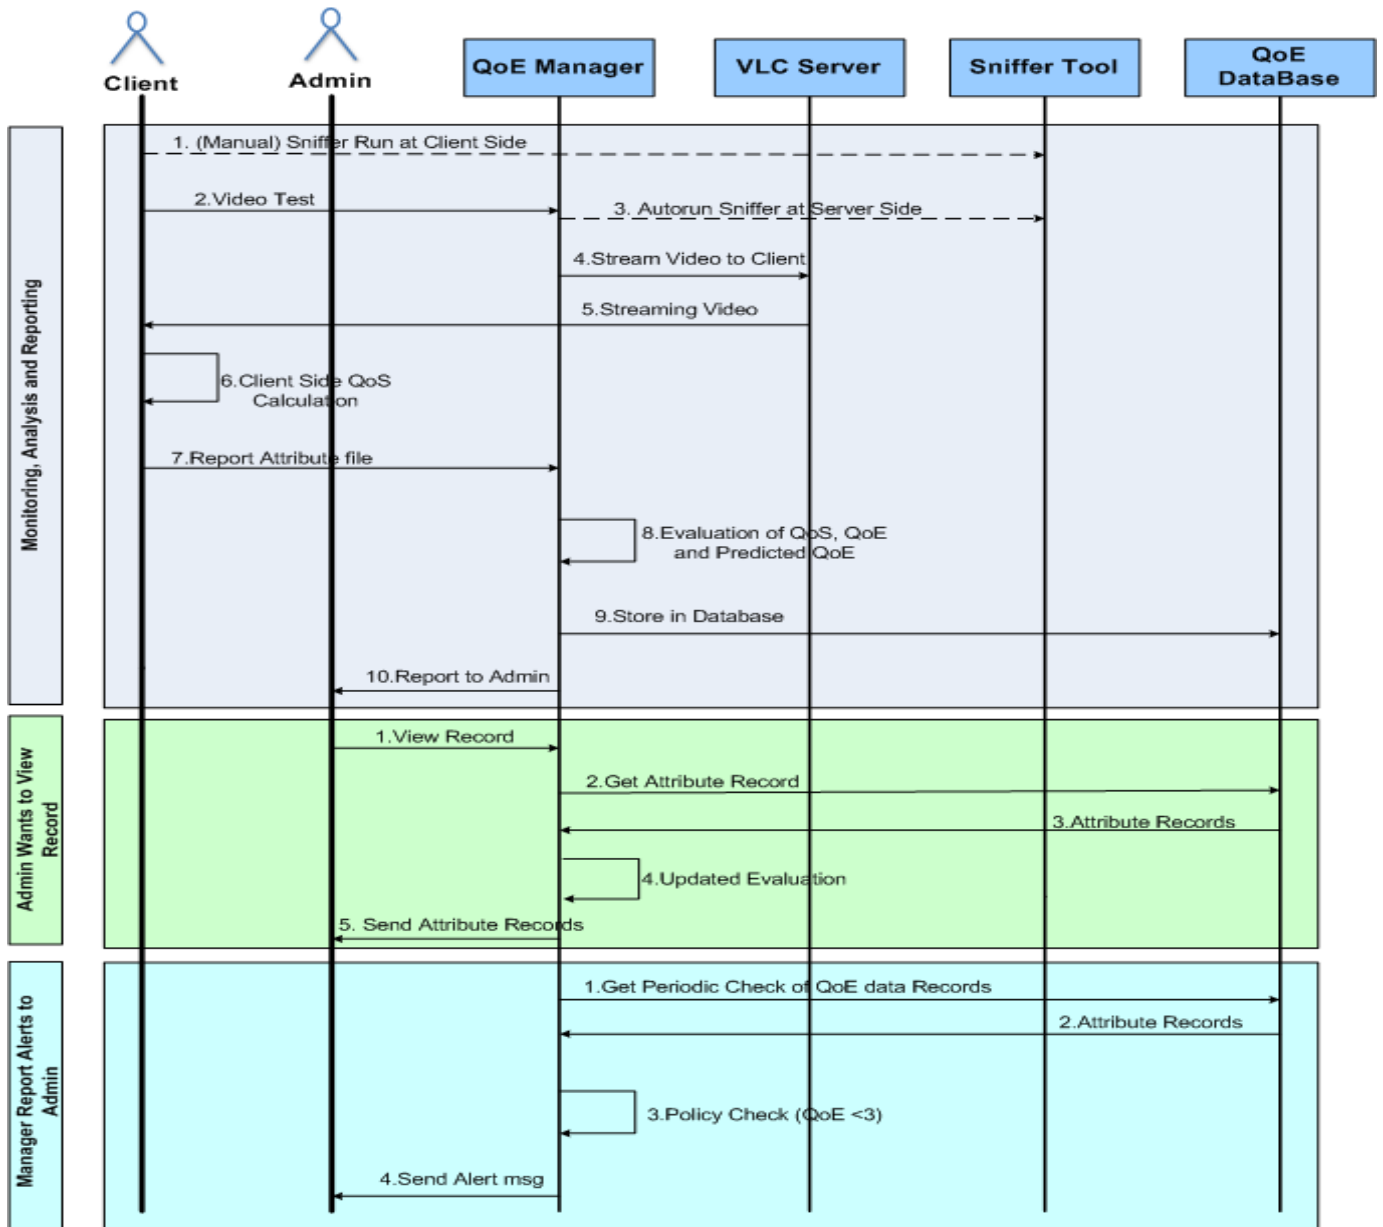 Client
Admin
QoE Manager
VLC Server
Sniffer Tool
QoE
DataBase
Monitoring, Analysis and Reporting
1. (Manual) Sniffer Run at Client Side
2.Video Test
3. Autorun Sniffer at Server Side
4.Stream Video to Client
5.Streaming Video
6.Client Side QoS
Calculation
7.Report Attribute file
8.Evaluation of QoS, QoE
and Predicted QoE
9.Store in Database
10.Report to Admin
Admin Wants to View
Record
1.View Record
2.Get Attribute Record
3.Attribute Records
4.Updated Evaluation
5. Send Attribute Records
Manager Report Alerts to
Admin
1.Get Periodic Check of QoE data Records
2.Attribute Records
3.Policy Check (QoE <3)
4.Send Alert msg